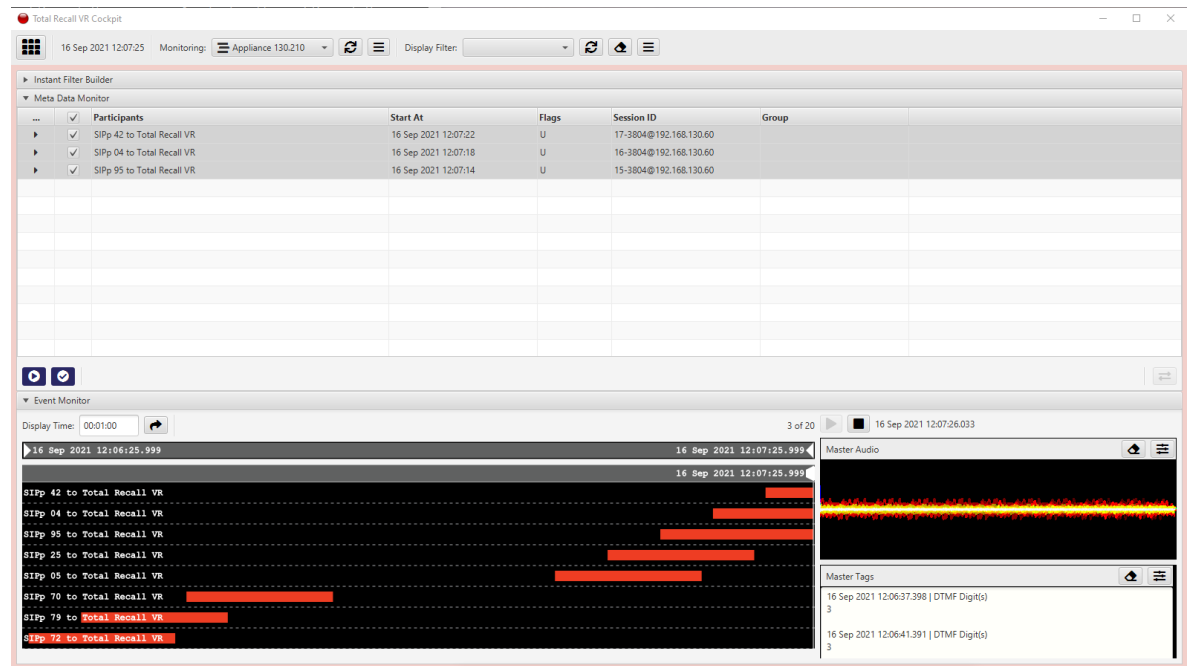 Total Recall VR Cockpit
16 Sep 2021 12:07:25 Monitoring: Appliance 130.210 Display Filter:
Instant Filter Builder
Meta Data Monitor
... Participants Start At Flags Session ID Group
SIPp 42 to Total Recall VR 16 Sep 2021 12:07:22 U 17-3804@192.168.130.60
SIPp 04 to Total Recall VR 16 Sep 2021 12:07:18 U 16-3804@192.168.130.60
SIPp 95 to Total Recall VR 16 Sep 2021 12:07:14 U 15-3804@192.168.130.60
Event Monitor
Display Time: 00:01:00 3 of 20 16 Sep 2021 12:07:26.033
16 Sep 2021 12:06:25.999 16 Sep 2021 12:07:25.999
16 Sep 2021 12:07:25.999
SIPp 42 to Total Recall VR
SIPp 04 to Total Recall VR
SIPp 95 to Total Recall VR
SIPp 25 to Total Recall VR
SIPp 05 to Total Recall VR
SIPp 70 to Total Recall VR
SIPp 79 to Total Recall VR
SIPp 72 to Total Recall VR
Master Audio
Master Tags
16 Sep 2021 12:06:37.398 | DTMF Digit(s)
3
16 Sep 2021 12:06:41.391 | DTMF Digit(s)
3